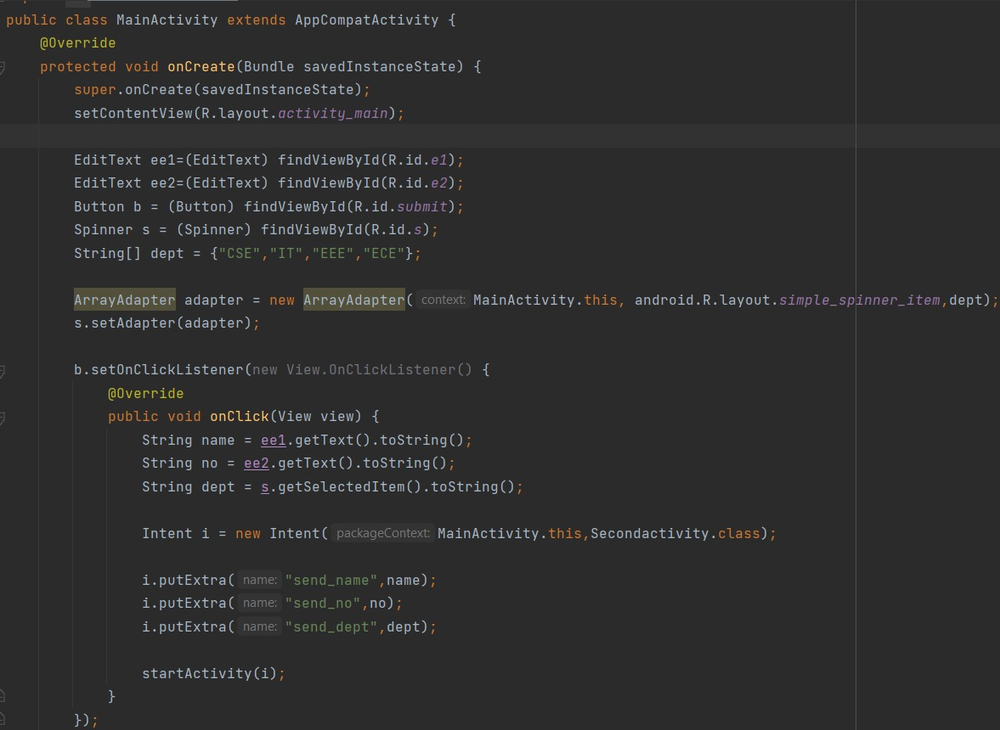 public class MainActivity extends AppCompatActivity {
@Override
protected void onCreate(Bundle savedInstanceState) {
super.onCreate(savedInstanceState);
setContentView(R.layout.activity_main);
EditText ee1=(EditText) findViewById(R.id.e1);
EditText ee2=(EditText) findViewById(R.id.e2);
Button b = (Button) findViewById(R.id.submit);
Spinner s = (Spinner) findViewById(R.id.s);
String[] dept = {"CSE","IT","EEE","ECE"};
ArrayAdapter adapter = new ArrayAdapter( context: MainActivity.this, android.R.layout.simple_spinner_item,dept);
s.setAdapter(adapter);
b.setOnClickListener(new View.OnClickListener() {
@Override
public void onClick(View view) {
String name = ee1.getText().toString();
String no = ee2.getText().toString();
String dept = s.getSelectedItem().toString();
Intent i = new Intent( packageContext: MainActivity.this,Secondactivity.class);
i.putExtra( name: "send_name",name);
i.putExtra( name: "send_no",no);
i.putExtra( name: "send_dept",dept);
startActivity(i);
}
});